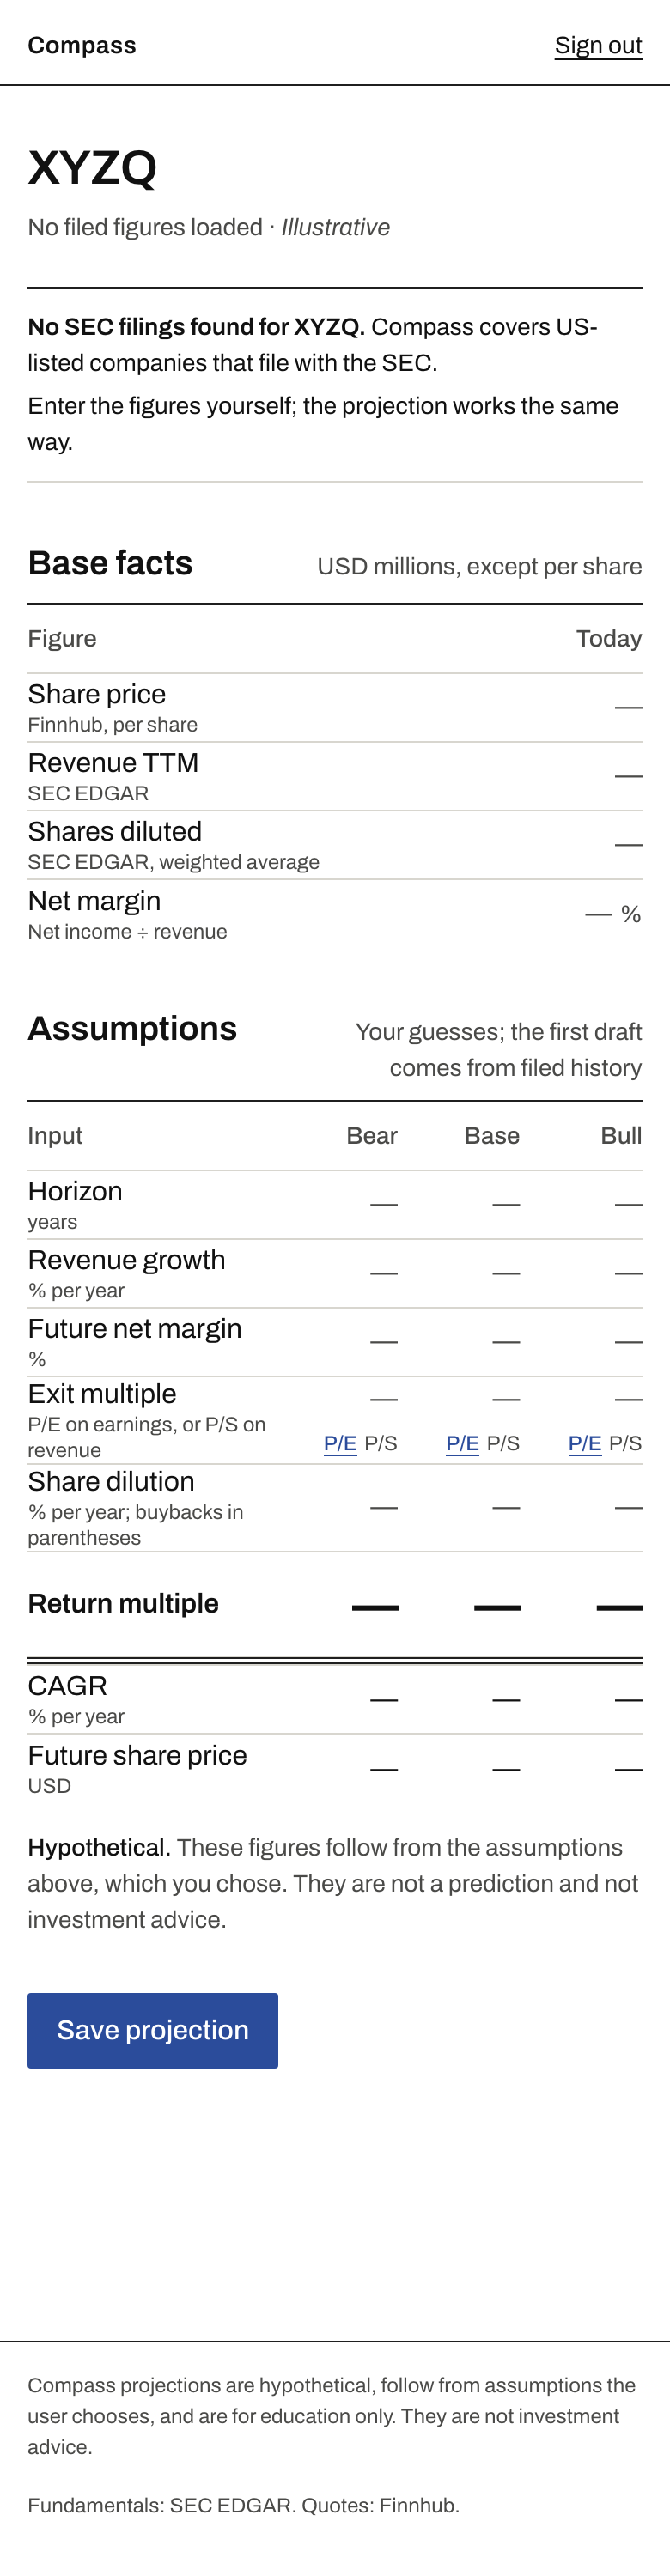 Compass
Sign out
XYZQ
No filed figures loaded · Illustrative
No SEC filings found for XYZQ. Compass covers US-
listed companies that file with the SEC.
Enter the figures yourself; the projection works the same
way.
Base facts
USD millions, except per share
Figure Today
Share price —
Finnhub, per share
Revenue TTM —
SEC EDGAR
Shares diluted —
SEC EDGAR, weighted average
Net margin — %
Net income ÷ revenue
Assumptions
Your guesses; the first draft
comes from filed history
Input Bear Base Bull
Horizon — — —
years
Revenue growth — — —
% per year
Future net margin — — —
%
Exit multiple — — —
P/E on earnings, or P/S on
revenue
P/E P/S P/E P/S P/E P/S
Share dilution — — —
% per year; buybacks in
parentheses
Return multiple — — —
CAGR — — —
% per year
Future share price — — —
USD
Hypothetical. These figures follow from the assumptions
above, which you chose. They are not a prediction and not
investment advice.
Save projection
Compass projections are hypothetical, follow from assumptions the
user chooses, and are for education only. They are not investment
advice.
Fundamentals: SEC EDGAR. Quotes: Finnhub.